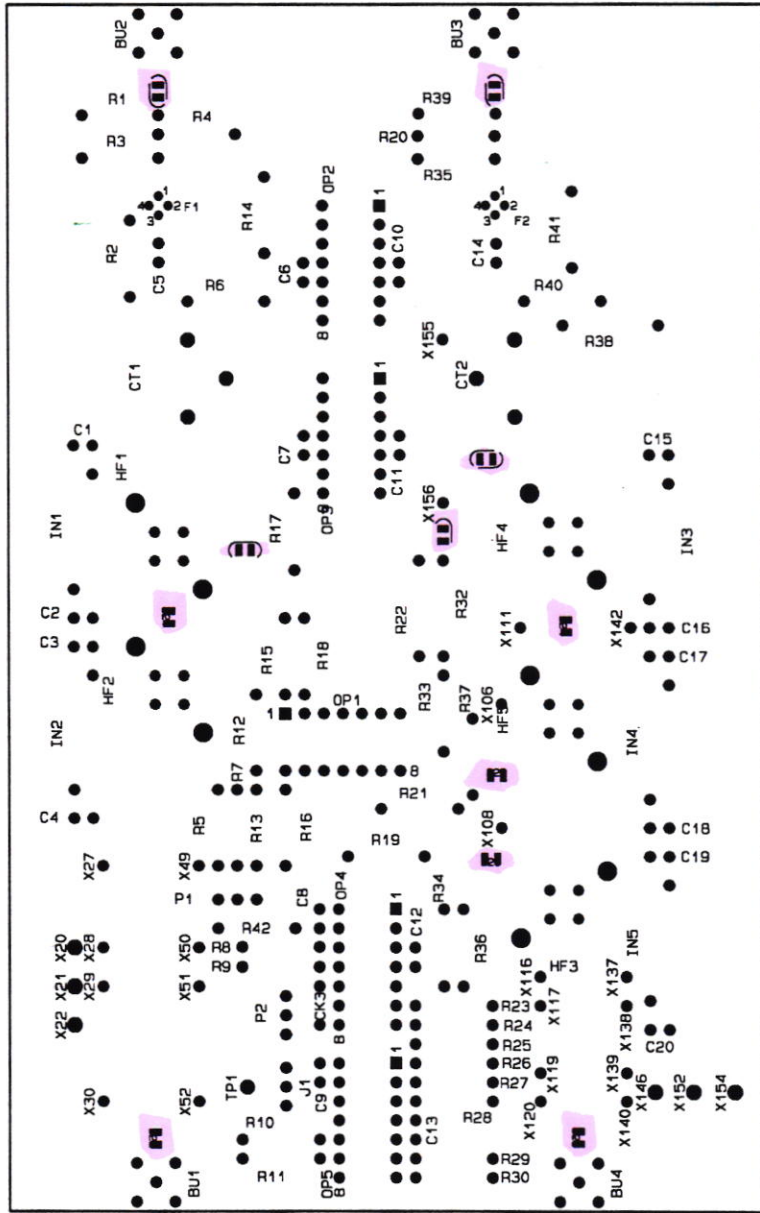 BU2
BU3
R1
R4
R39
R3
R20
R35
OP2
1
1
1
4
2
F1
3
4
2
F2
3
R14
R41
R2
C5
C10
C14
R6
C6
R40
8
X155
R38
CT1
CT2
1
C1
C7
C15
HF1
C11
OP3
X156
IN1
R17
HF4
IN3
C2
R22
R32
X111
X142
C16
C3
R15
R18
C17
HF2
R33
R37
X106
OP1
1
HF5
IN2
R12
IN4
R7
8
R21
C4
R5
R13
R16
X108
C18
X27
X49
R19
C19
P1
C8
OP4
1
R34
R42
C12
X20
X28
X50
R8
R36
X21
X29
X51
R9
HF3
IN5
X116
X137
X22
P2
CK3
X117
R23
X138
8
R24
R25
C20
1
R26
X119
X139
TP1
J1
C9
R27
X146
X152
X154
X30
X52
R28
X120
X140
R10
C13
R11
OP5
8
R29
R30
BU1
BU4